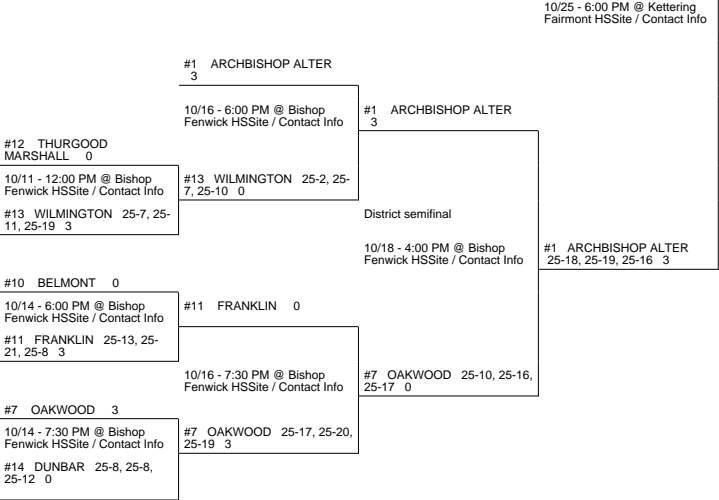 10/25 - 6:00 PM @ Kettering
Fairmont HSSite / Contact Info
#1 ARCHBISHOP ALTER
3
10/16 - 6:00 PM @ Bishop
Fenwick HSSite / Contact Info
#1 ARCHBISHOP ALTER
3
#12 THURGOOD
MARSHALL 0
10/11 - 12:00 PM @ Bishop
Fenwick HSSite / Contact Info
#13 WILMINGTON 25-2, 25-
7, 25-10 0
#13 WILMINGTON 25-7, 25-
11, 25-19 3
District semifinal
10/18 - 4:00 PM @ Bishop
Fenwick HSSite / Contact Info
#1 ARCHBISHOP ALTER
25-18, 25-19, 25-16 3
#10 BELMONT 0
10/14 - 6:00 PM @ Bishop
Fenwick HSSite / Contact Info
#11 FRANKLIN 0
#11 FRANKLIN 25-13, 25-
21, 25-8 3
10/16 - 7:30 PM @ Bishop
Fenwick HSSite / Contact Info
#7 OAKWOOD 25-10, 25-16,
25-17 0
#7 OAKWOOD 3
10/14 - 7:30 PM @ Bishop
Fenwick HSSite / Contact Info
#7 OAKWOOD 25-17, 25-20,
25-19 3
#14 DUNBAR 25-8, 25-8,
25-12 0